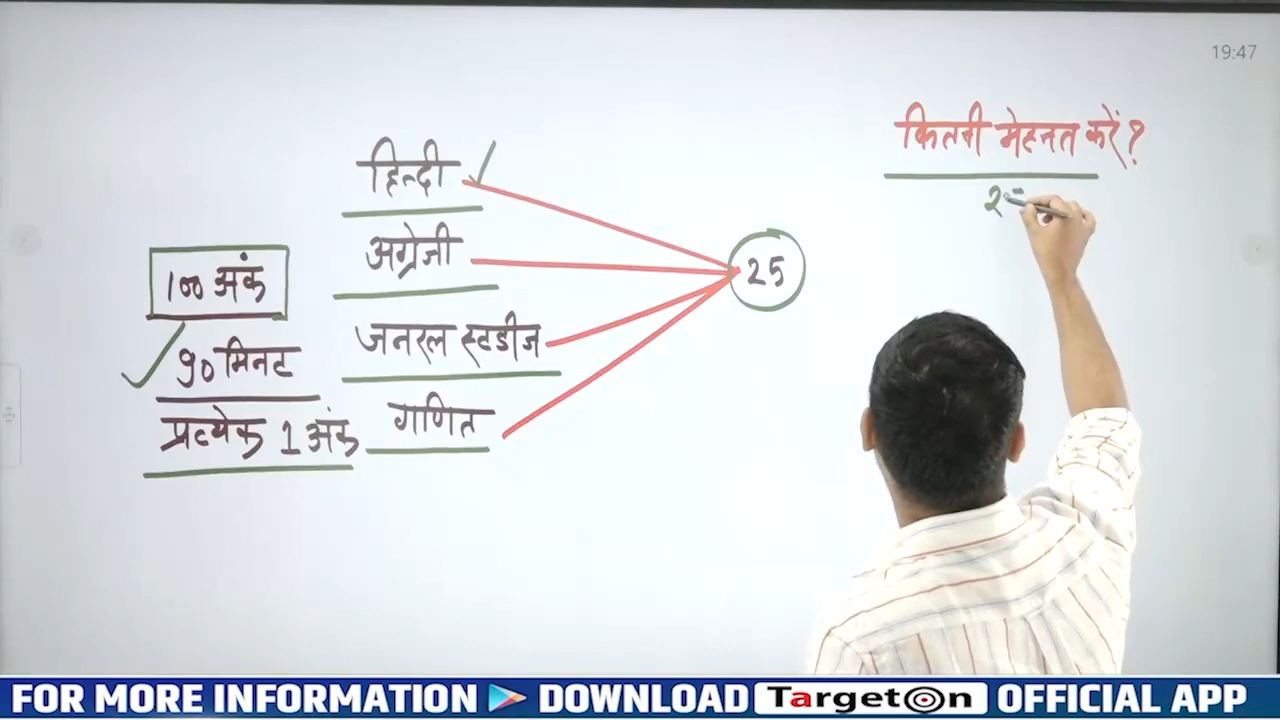 19:47
कितनी मेहनत करें?
हिन्दी
अग्रेजी
25
100 अंक
जनरल स्टडीज
90 मिनट
गणित
प्रत्येक 1 अंक
FOR MORE INFORMATION DOWNLOAD TargetOn OFFICIAL APP